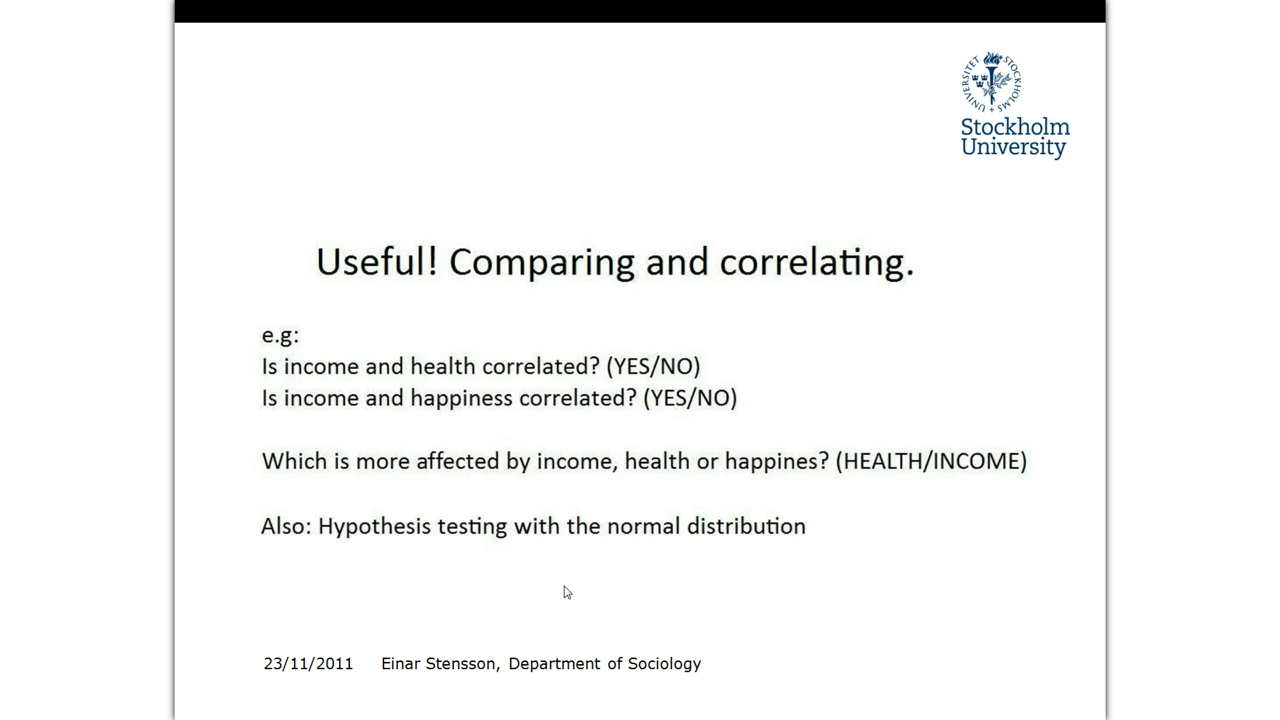 STOCKHOLMS UNIVERSITET
Stockholm
University
Useful! Comparing and correlating.
e.g:
Is income and health correlated? (YES/NO)
Is income and happiness correlated? (YES/NO)
Which is more affected by income, health or happines? (HEALTH/INCOME)
Also: Hypothesis testing with the normal distribution
23/11/2011 Einar Stensson, Department of Sociology